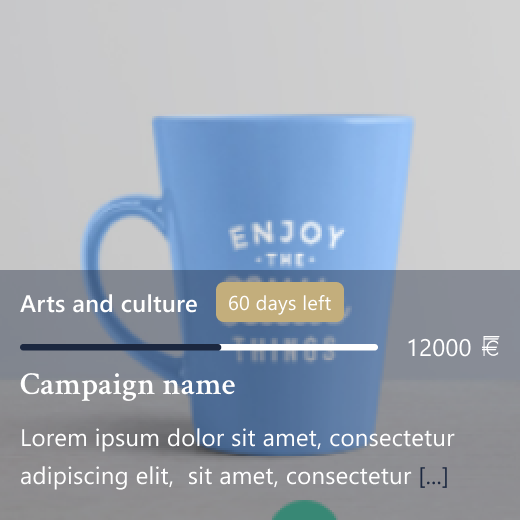 ENJOY
·THE·
THINGS
Arts and culture
60 days left
12000 €
Campaign name
Lorem ipsum dolor sit amet, consectetur
adipiscing elit,  sit amet, consectetur [...]